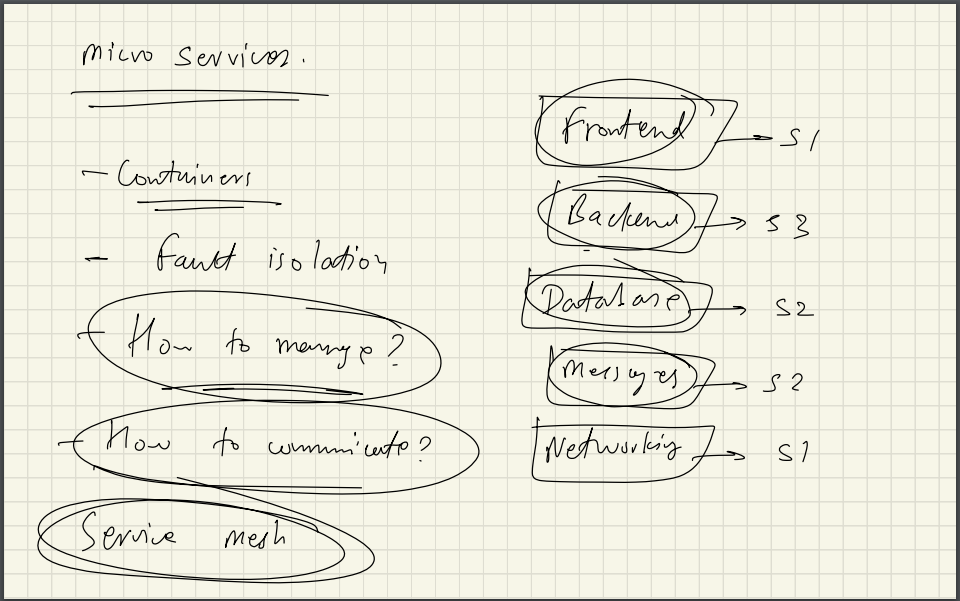 Micro Services.
- Containers
- Fault isolation
- How to manage?
- How to communicate?
Service mesh
Frontend → S1
Backend → S3
Database → S2
Messages → S2
Networking → S1